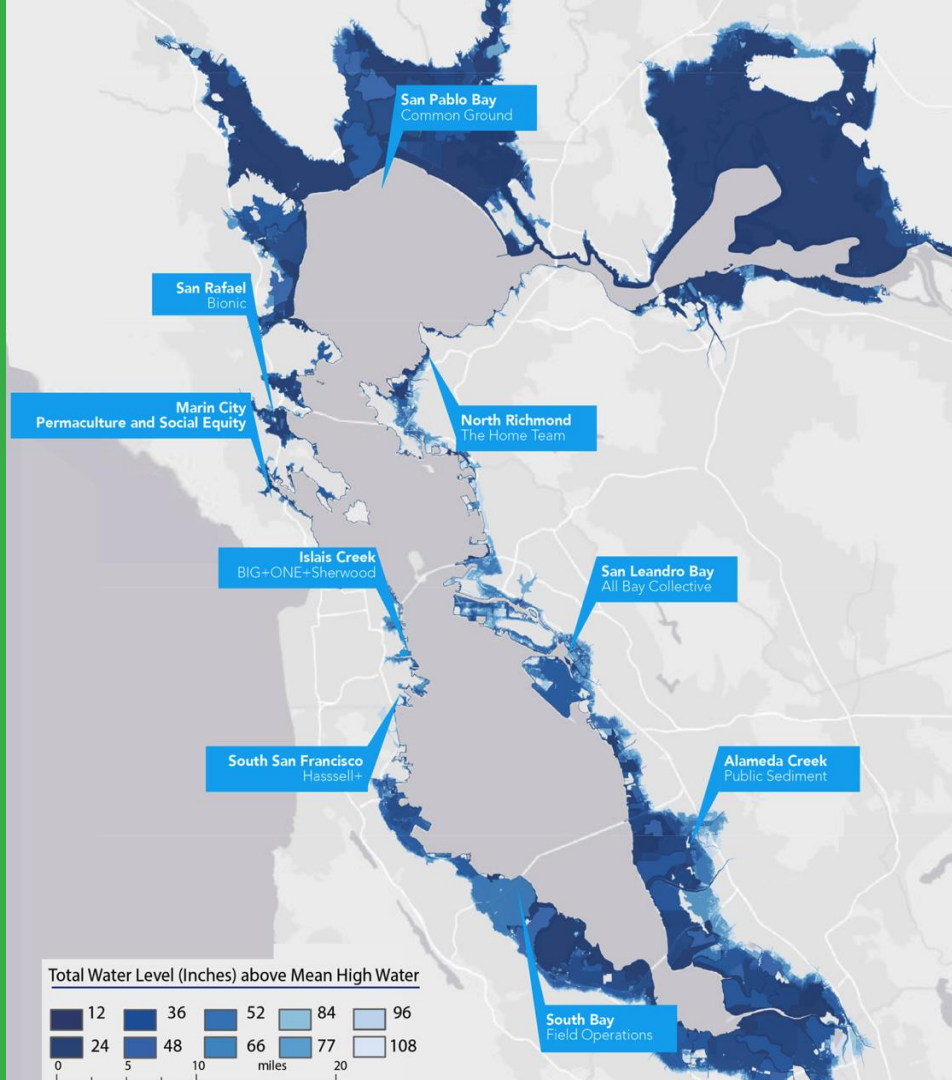 San Pablo Bay
Common Ground
San Rafael
Bionic
Marin City
Permaculture and Social Equity
North Richmond
The Home Team
Islais Creek
BIG+ONE+Sherwood
San Leandro Bay
All Bay Collective
South San Francisco
Hasssell+
Alameda Creek
Public Sediment
South Bay
Field Operations
Total Water Level (Inches) above Mean High Water
12 36 52 84 96
24 48 66 77 108
0 5 10 miles 20